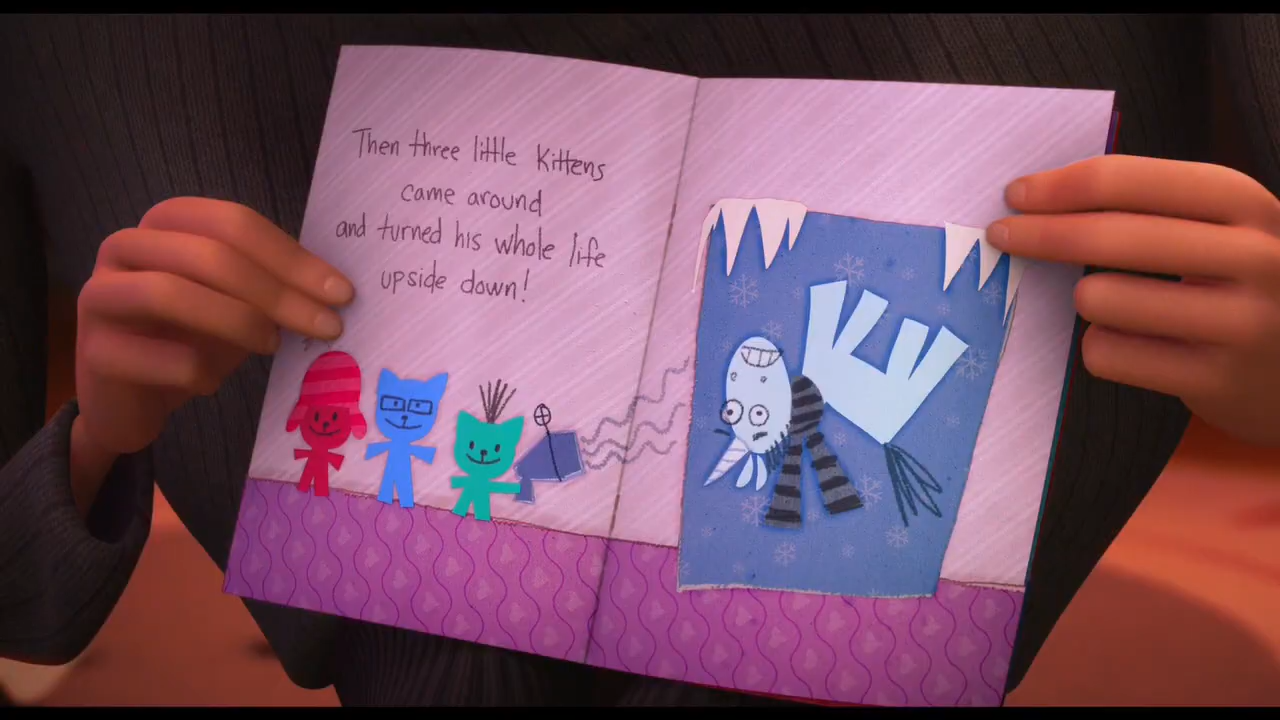 Then three little Kittens
came around
and turned his whole life
upside down!